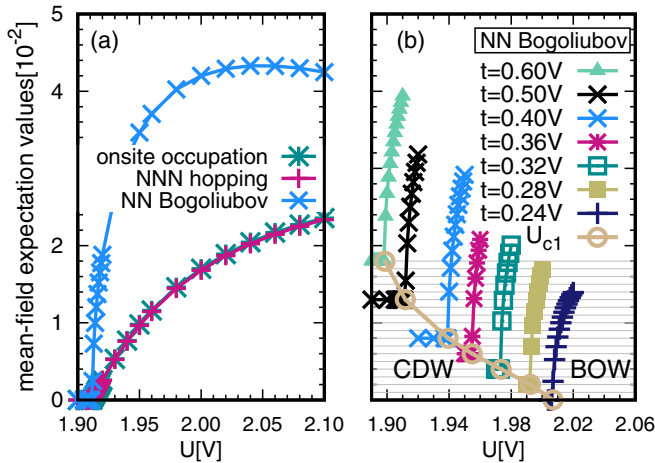 mean-field expectation values[10⁻²]
5
4
2
1
0
(a)
onsite occupation
NNN hopping
NN Bogoliubov
1.90
1.95
2.00
2.05
2.10
U[V]
(b)
NN Bogoliubov
t=0.60V
t=0.50V
t=0.40V
t=0.36V
t=0.32V
t=0.28V
t=0.24V
U_c1
CDW
BOW
1.90
1.94
1.98
2.02
2.06
U[V]